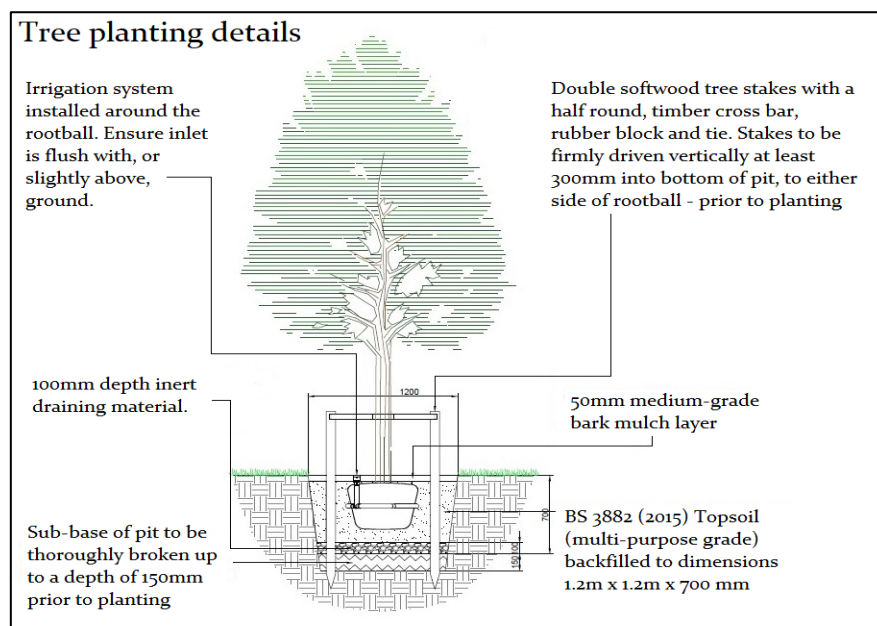 Tree planting details
Irrigation system
installed around the
rootball. Ensure inlet
is flush with, or
slightly above,
ground.
Double softwood tree stakes with a
half round, timber cross bar,
rubber block and tie. Stakes to be
firmly driven vertically at least
300mm into bottom of pit, to either
side of rootball - prior to planting
100mm depth inert
draining material.
1200
50mm medium-grade
bark mulch layer
700
Sub-base of pit to be
thoroughly broken up
to a depth of 150mm
prior to planting
100
150
BS 3882 (2015) Topsoil
(multi-purpose grade)
backfilled to dimensions
1.2m x 1.2m x 700 mm